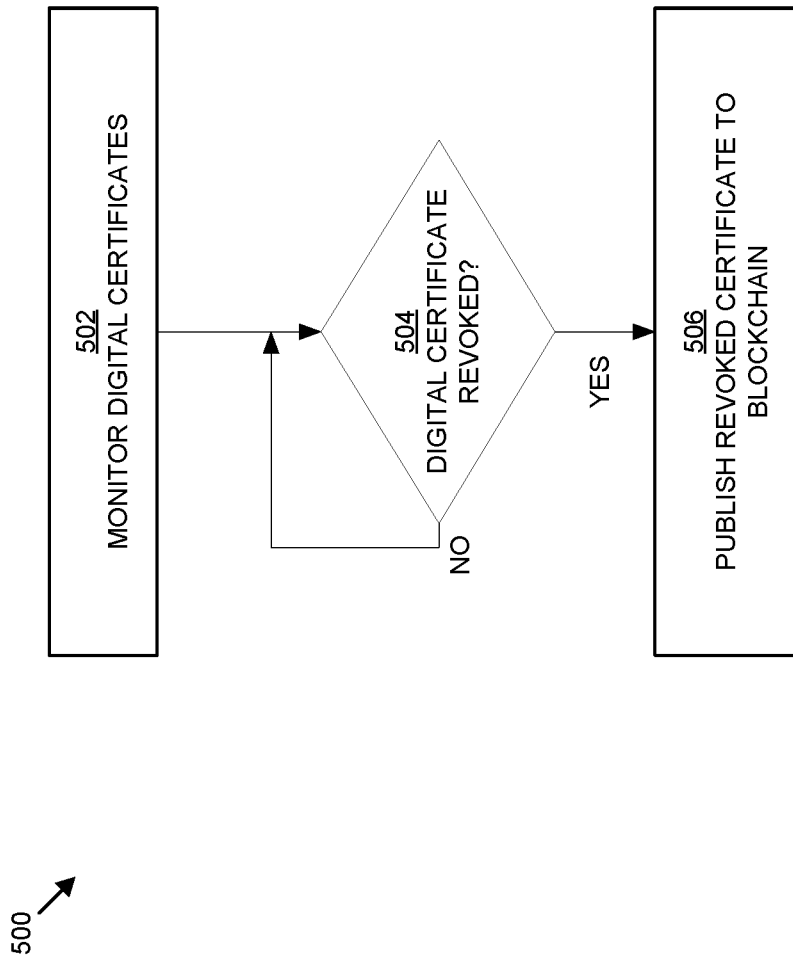 500
502
MONITOR DIGITAL CERTIFICATES
504
DIGITAL CERTIFICATE
REVOKED?
NO
YES
506
PUBLISH REVOKED CERTIFICATE TO
BLOCKCHAIN